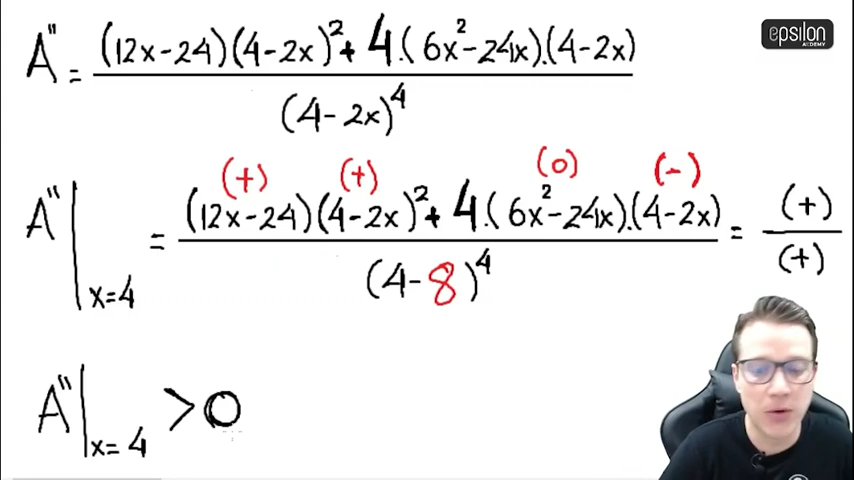 epsilon
ACADEMY
A'' = (12x-24)(4-2x)²+ 4.(6x²-24x).(4-2x)
(4-2x)⁴
(+) (+) (0) (-)
A''| x=4 = (12x-24)(4-2x)²+ 4.(6x²-24x).(4-2x) = (+)
(4-8)⁴ (+)
A''| x=4 >0